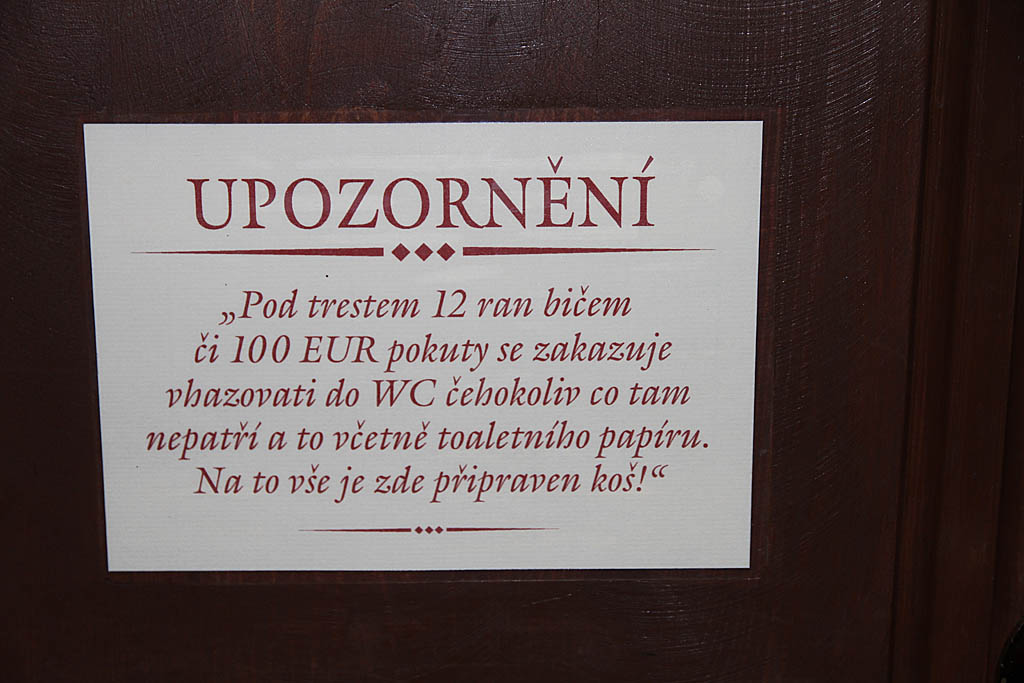 UPOZORNĚNÍ
„Pod trestem 12 ran bičem
či 100 EUR pokuty se zakazuje
vhazovati do WC čehokoliv co tam
nepatří a to včetně toaletního papíru.
Na to vše je zde připraven koš!“